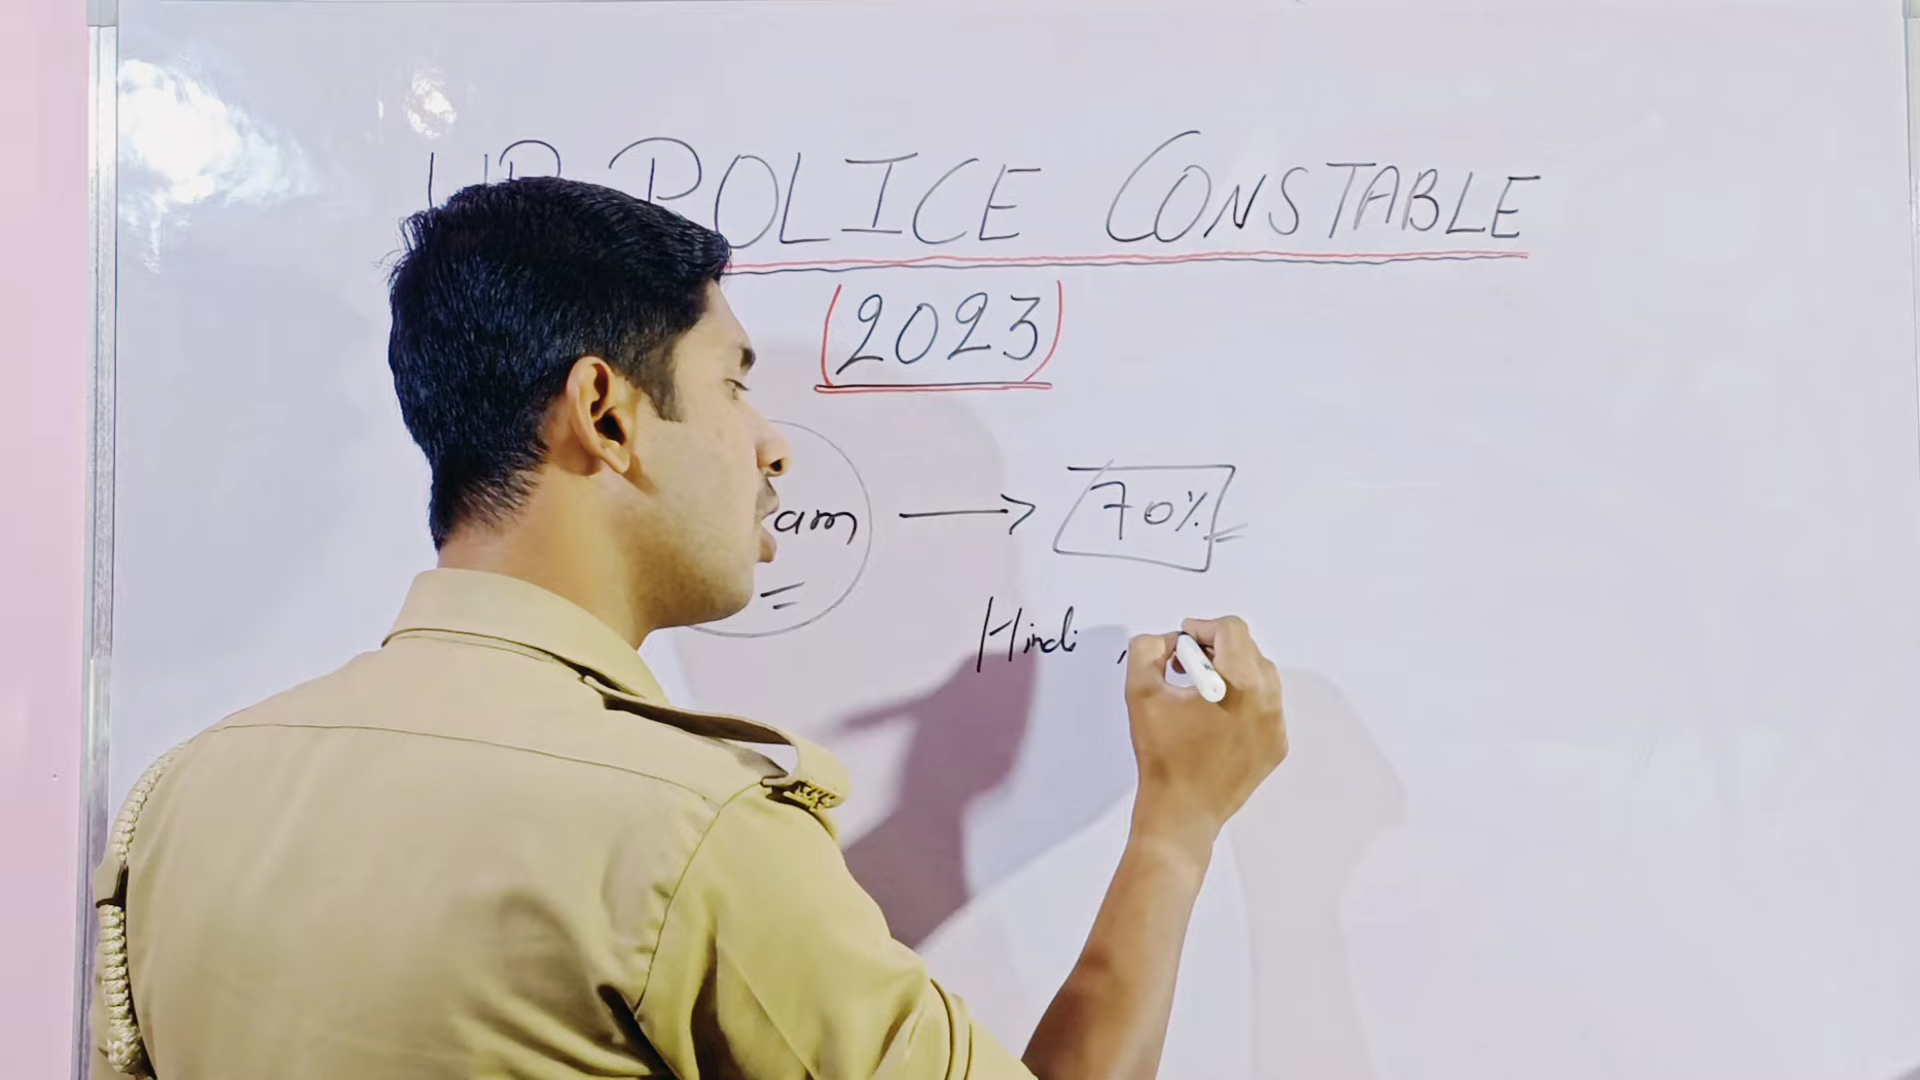 UP POLICE CONSTABLE
(2023)
am → 70%
Hindi ,